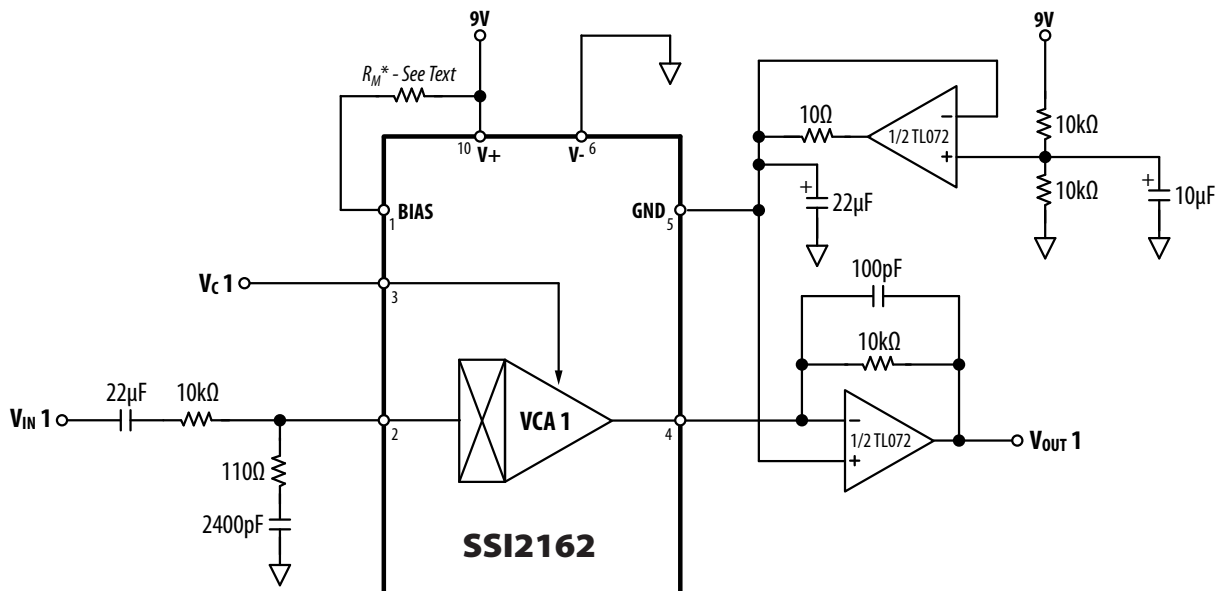 9V
9V
R_M* - See Text
10Ω
1/2 TL072
−
+
10kΩ
10kΩ
10 V+
V- 6
+
22µF
+
10µF
BIAS
1
GND
5
V_C 1
3
100pF
10kΩ
22µF
10kΩ
V_IN 1
2
VCA 1
4
−
1/2 TL072
+
V_OUT 1
110Ω
2400pF
SSI2162